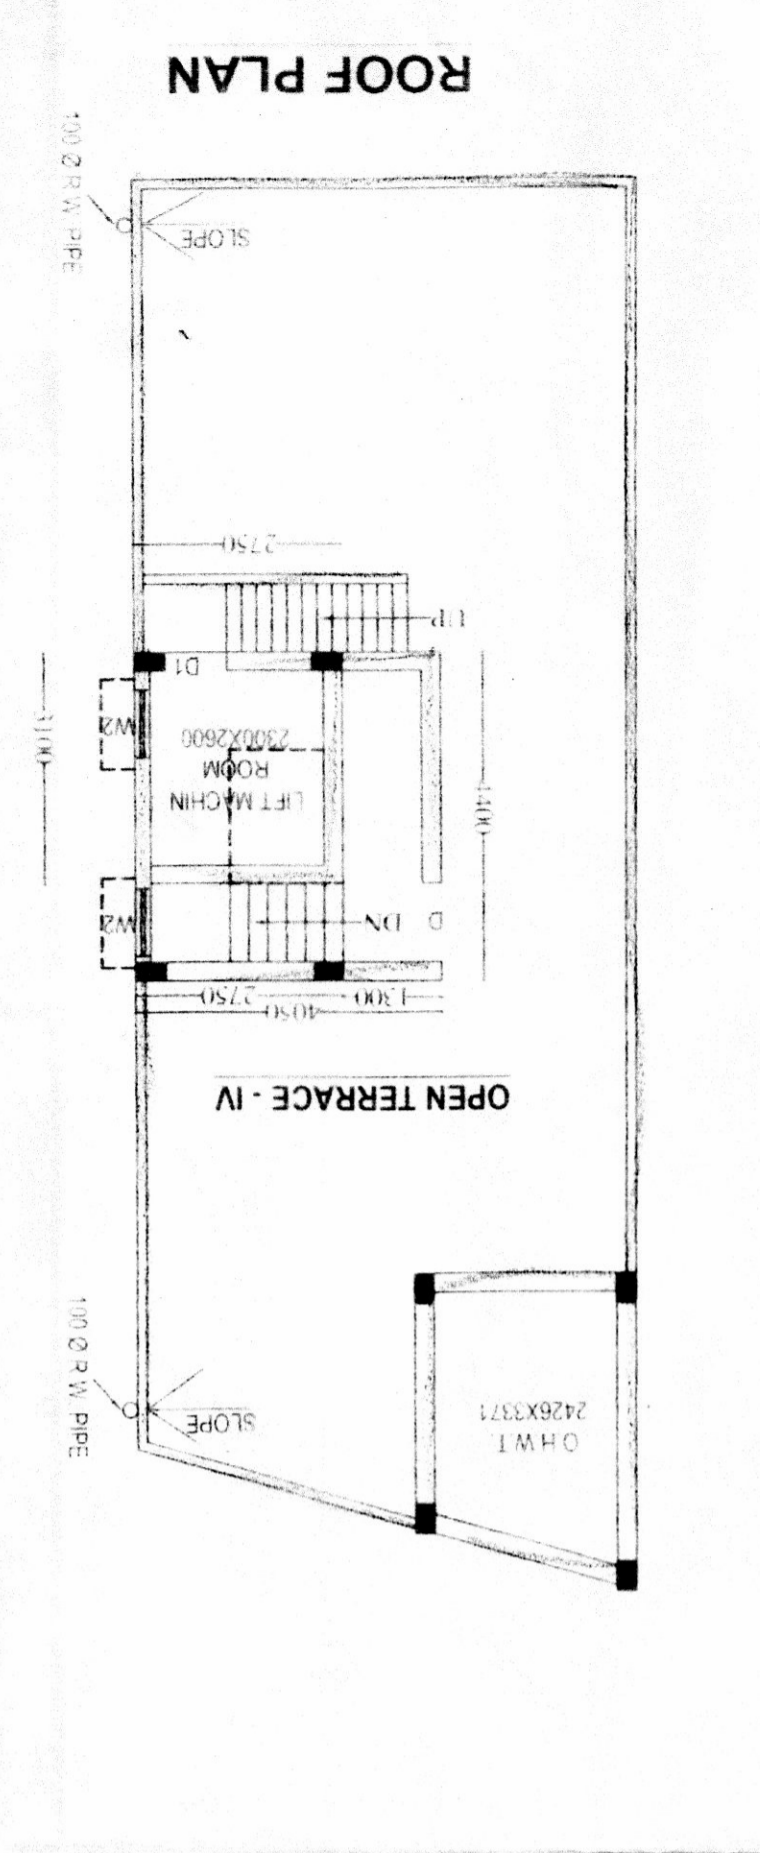 O H W T
2426X3371
SLOPE
100 Ø R.W. PIPE
OPEN TERRACE - IV
4050
1300
2750
D
DN
W2
LIFT MACHIN
ROOM
2300X2600
4400
3100
W2
D1
UP
2750
SLOPE
100 Ø R.W. PIPE
ROOF PLAN